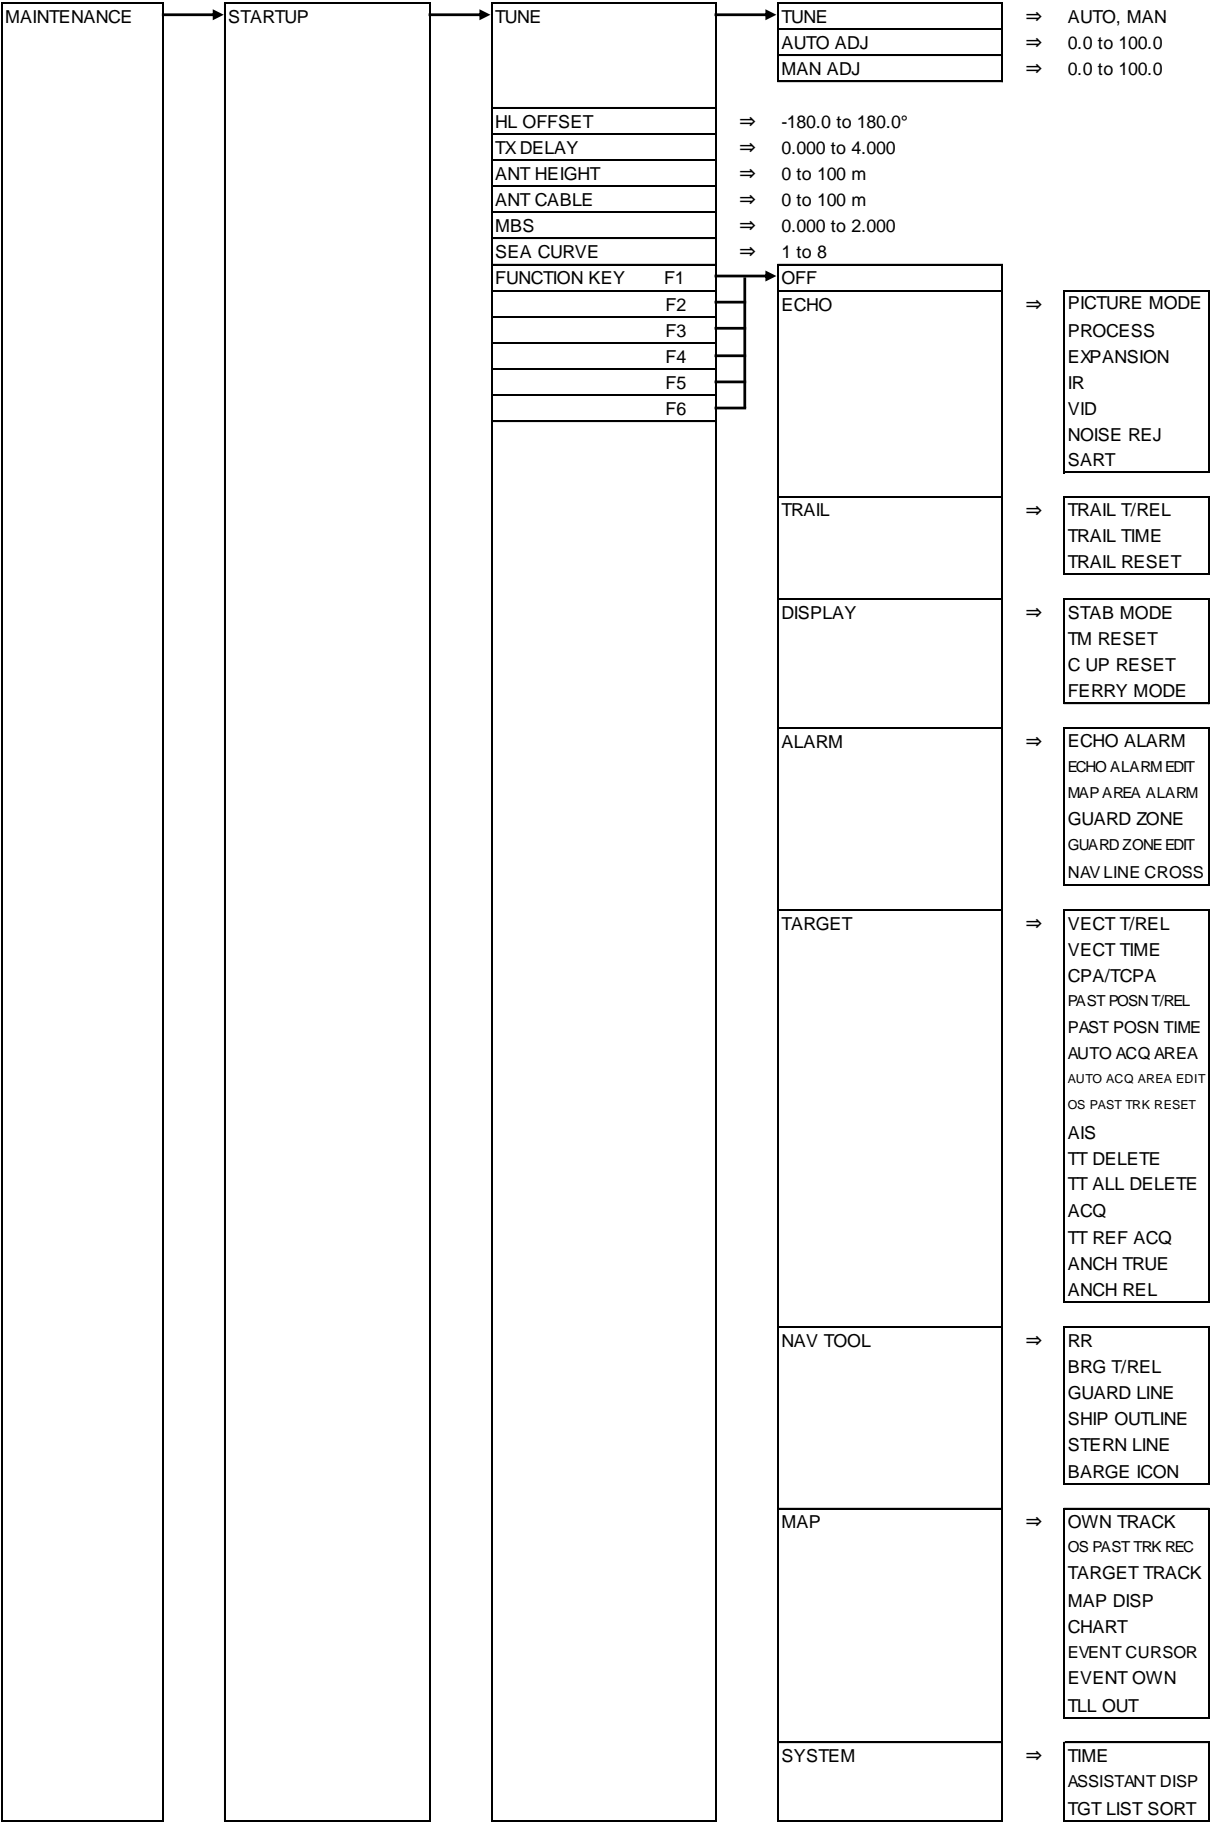 MAINTENANCE STARTUP TUNE TUNE ⇒ AUTO, MAN
AUTO ADJ ⇒ 0.0 to 100.0
MAN ADJ ⇒ 0.0 to 100.0
HL OFFSET ⇒ -180.0 to 180.0°
TX DELAY ⇒ 0.000 to 4.000
ANT HEIGHT ⇒ 0 to 100 m
ANT CABLE ⇒ 0 to 100 m
MBS ⇒ 0.000 to 2.000
SEA CURVE ⇒ 1 to 8
FUNCTION KEY F1 OFF
F2 ECHO ⇒ PICTURE MODE
F3 PROCESS
F4 EXPANSION
F5 IR
F6 VID
NOISE REJ
SART
TRAIL ⇒ TRAIL T/REL
TRAIL TIME
TRAIL RESET
DISPLAY ⇒ STAB MODE
TM RESET
C UP RESET
FERRY MODE
ALARM ⇒ ECHO ALARM
ECHO ALARM EDIT
MAP AREA ALARM
GUARD ZONE
GUARD ZONE EDIT
NAV LINE CROSS
TARGET ⇒ VECT T/REL
VECT TIME
CPA/TCPA
PAST POSN T/REL
PAST POSN TIME
AUTO ACQ AREA
AUTO ACQ AREA EDIT
OS PAST TRK RESET
AIS
TT DELETE
TT ALL DELETE
ACQ
TT REF ACQ
ANCH TRUE
ANCH REL
NAV TOOL ⇒ RR
BRG T/REL
GUARD LINE
SHIP OUTLINE
STERN LINE
BARGE ICON
MAP ⇒ OWN TRACK
OS PAST TRK REC
TARGET TRACK
MAP DISP
CHART
EVENT CURSOR
EVENT OWN
TLL OUT
SYSTEM ⇒ TIME
ASSISTANT DISP
TGT LIST SORT